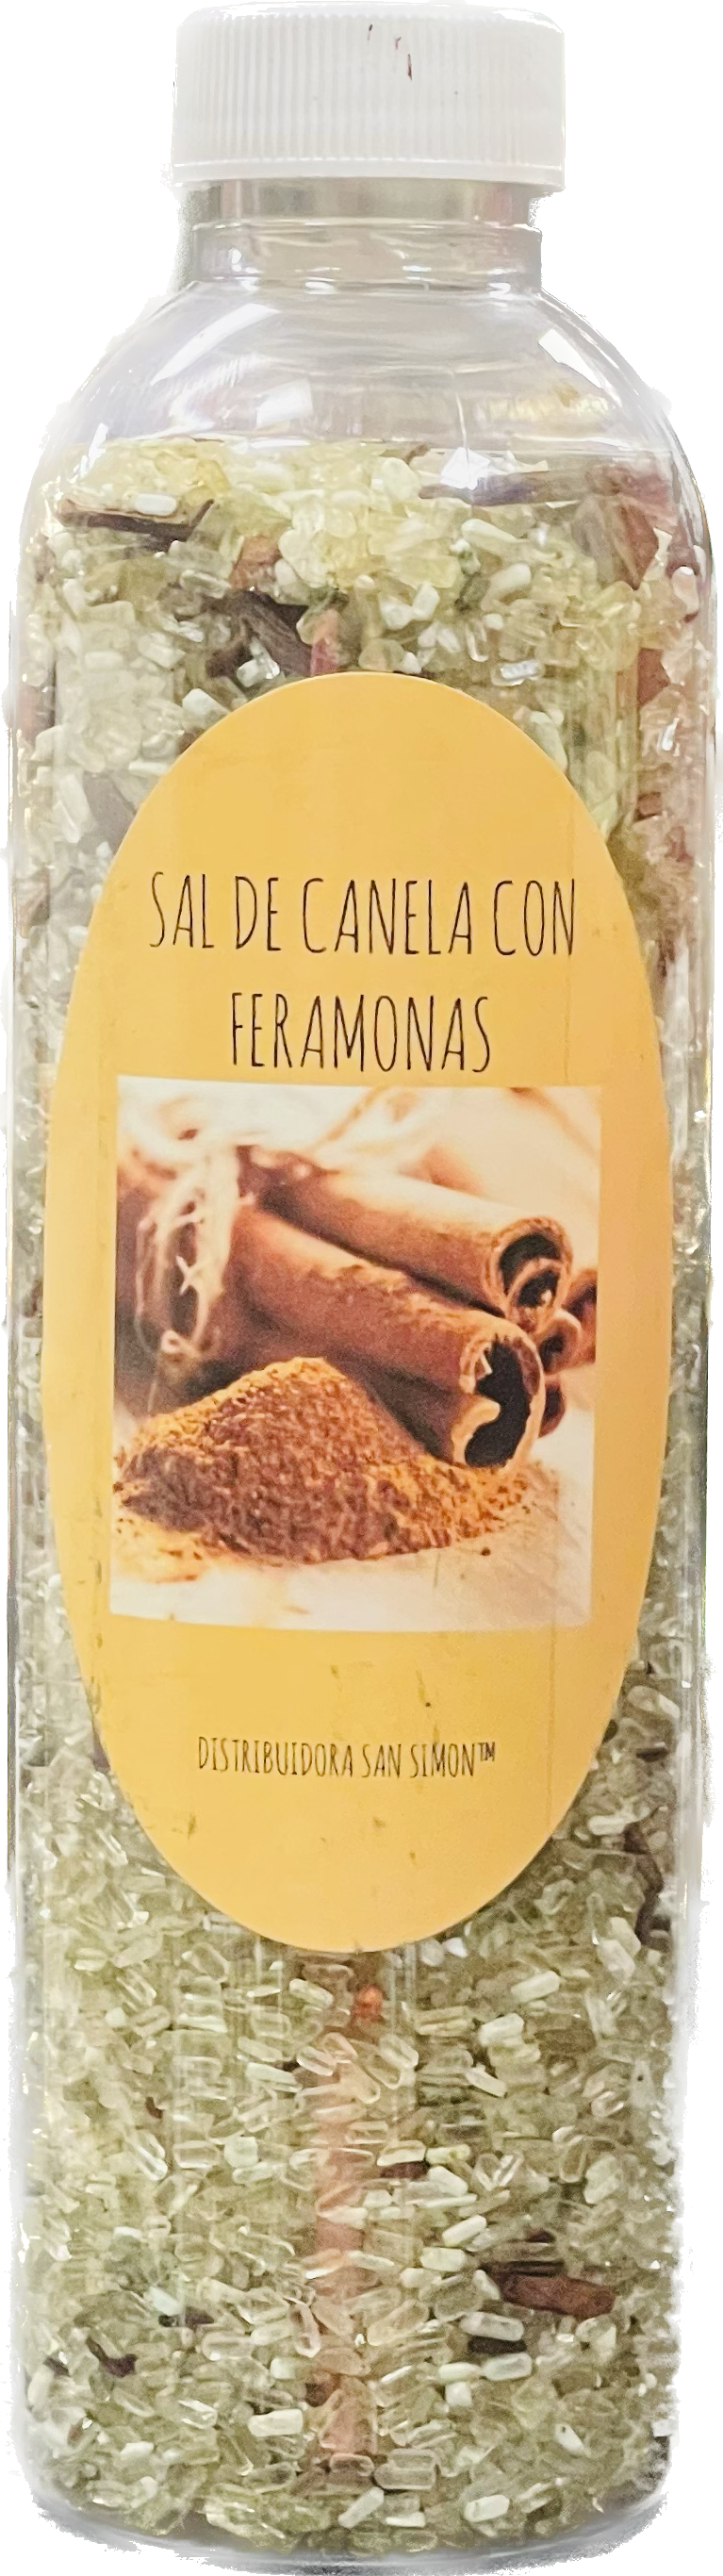 SAL DE CANELA CON
FERAMONAS
DISTRIBUIDORA SAN SIMON™